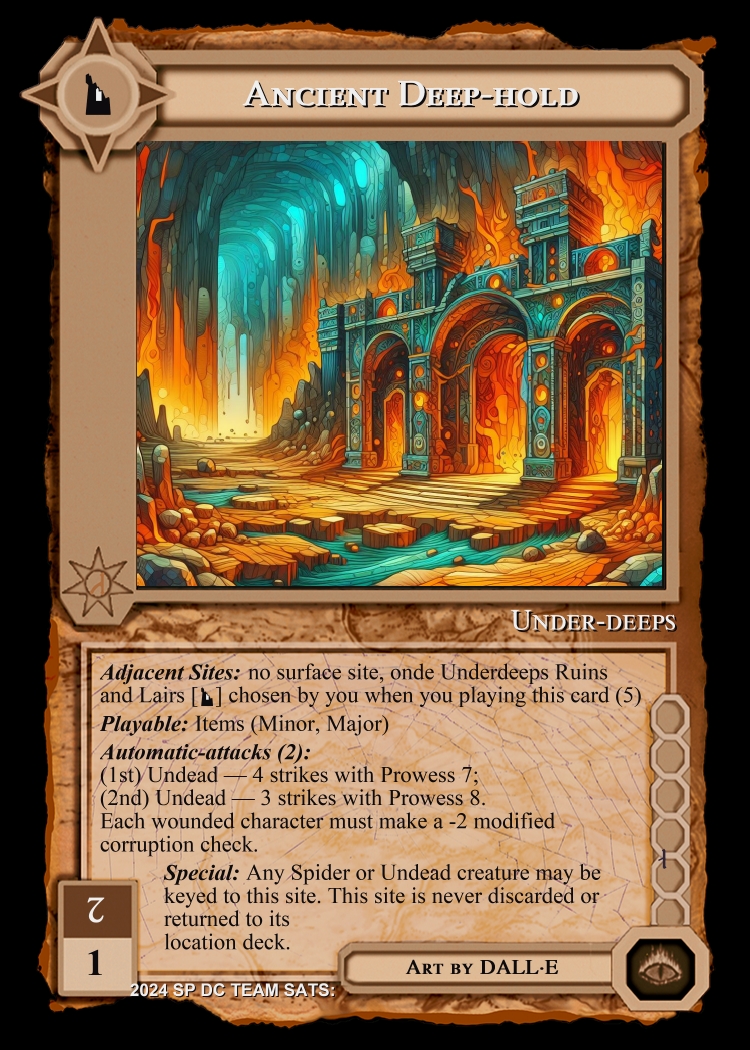 Ancient Deep-hold
Under-deeps
Adjacent Sites: no surface site, onde Underdeeps Ruins
and Lairs [ ] chosen by you when you playing this card (5)
Playable: Items (Minor, Major)
Automatic-attacks (2):
(1st) Undead — 4 strikes with Prowess 7;
(2nd) Undead — 3 strikes with Prowess 8.
Each wounded character must make a -2 modified
corruption check.
Special: Any Spider or Undead creature may be
keyed to this site. This site is never discarded or
returned to its
location deck.
2
1
Art by DALL·E
2024 SP DC TEAM SATS: